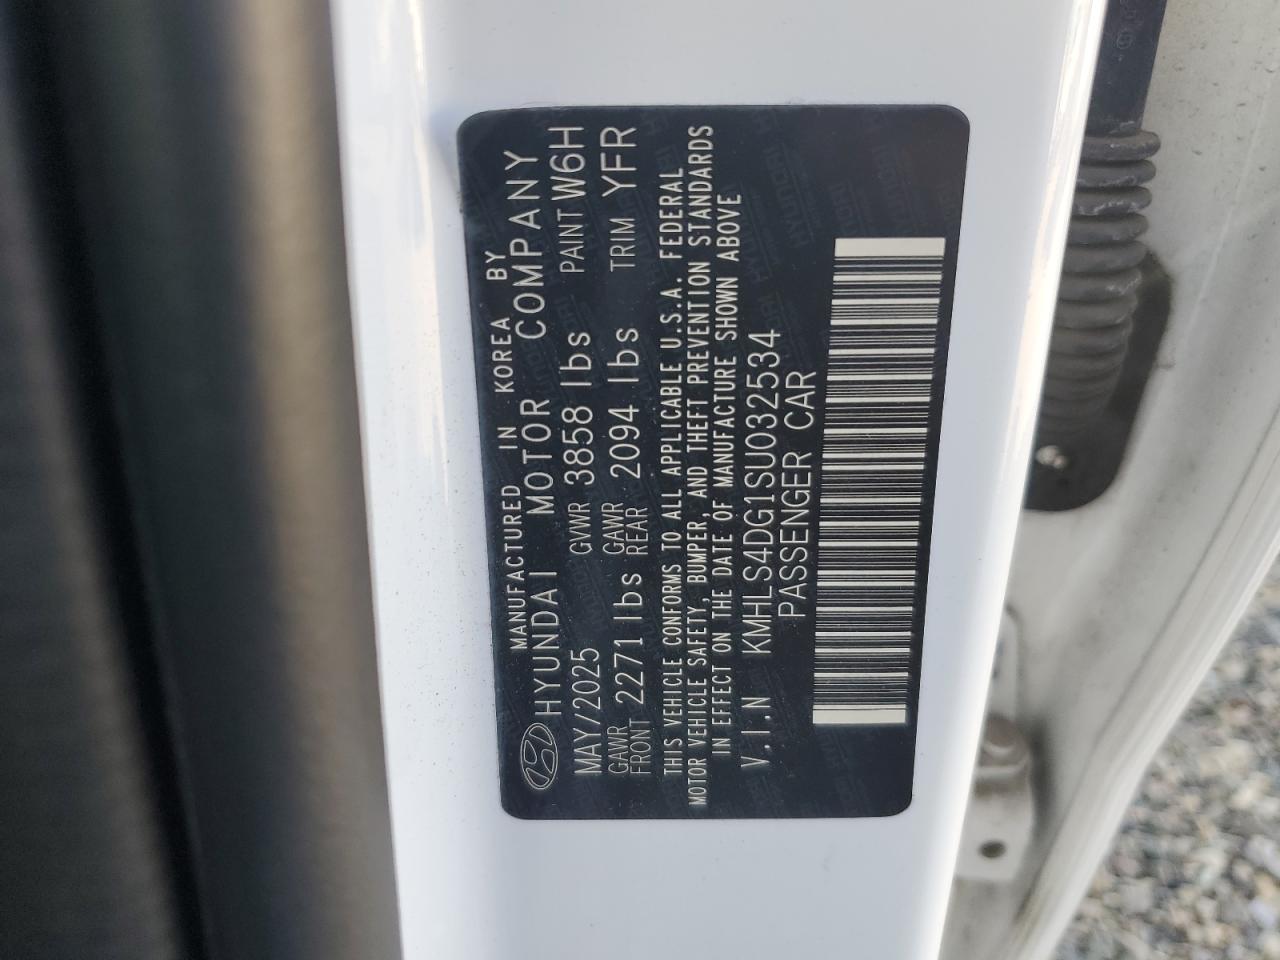 MANUFACTURED IN KOREA BY
HYUNDAI MOTOR COMPANY
MAY/2025 GVWR 3858 lbs PAINT W6H
GAWR FRONT 2271 lbs GAWR REAR 2094 lbs TRIM YFR
THIS VEHICLE CONFORMS TO ALL APPLICABLE U.S.A. FEDERAL
MOTOR VEHICLE SAFETY, BUMPER, AND THEFT PREVENTION STANDARDS
IN EFFECT ON THE DATE OF MANUFACTURE SHOWN ABOVE
V.I.N KMHLS4DG1SU032534
PASSENGER CAR